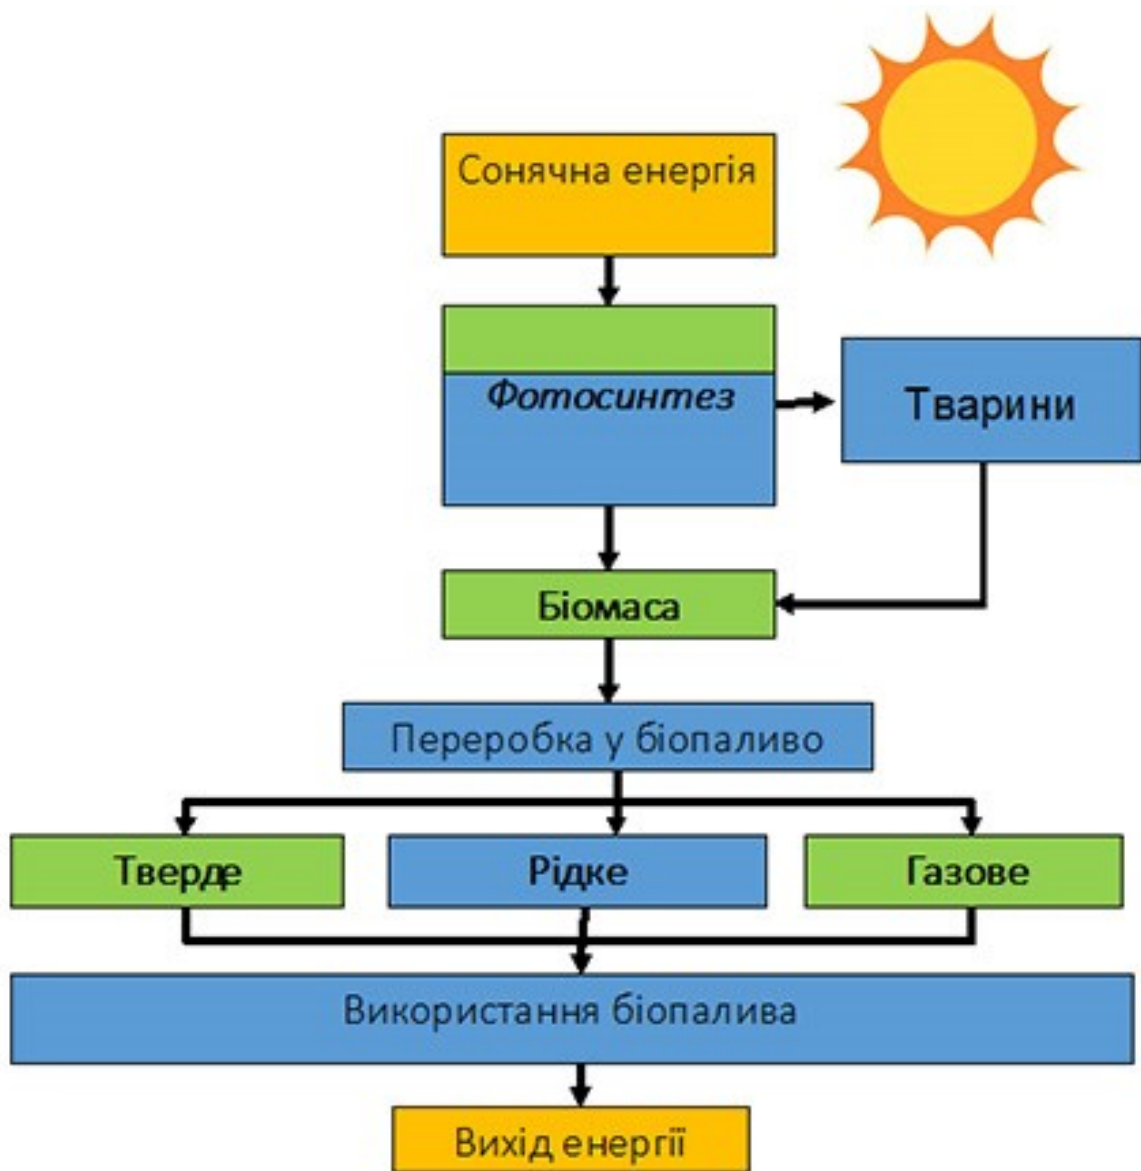 Сонячна енергія
Фотосинтез
Тварини
Біомаса
Переробка у біопаливо
Тверде
Рідке
Газове
Використання біопалива
Вихід енергії